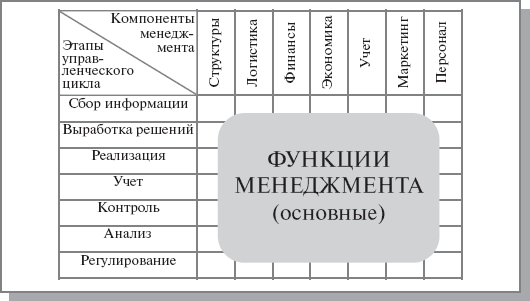 Компоненты
менедж-
мента
Этапы
управ-
ленческого
цикла
Структуры
Логистика
Финансы
Экономика
Учет
Маркетинг
Персонал
Сбор информации
Выработка решений
Реализация
Учет
Контроль
Анализ
Регулирование
ФУНКЦИИ
МЕНЕДЖМЕНТА
(основные)